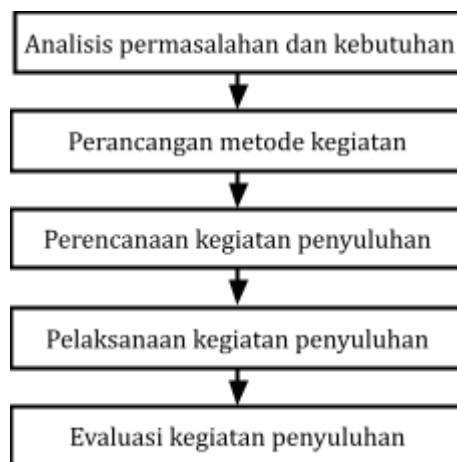 Analisis permasalahan dan kebutuhan
Perancangan metode kegiatan
Perencanaan kegiatan penyuluhan
Pelaksanaan kegiatan penyuluhan
Evaluasi kegiatan penyuluhan